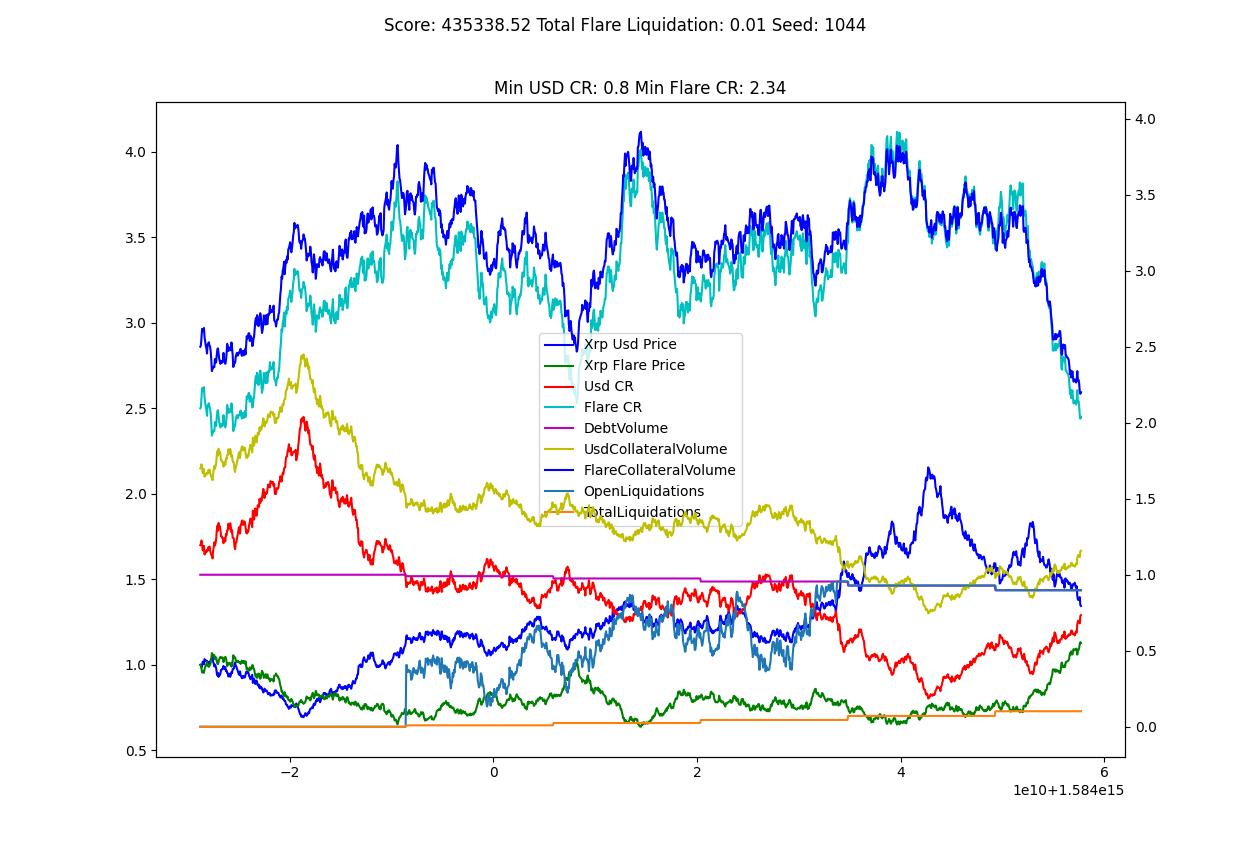 Score: 435338.52 Total Flare Liquidation: 0.01 Seed: 1044
Min USD CR: 0.8 Min Flare CR: 2.34
4.0
3.5
3.0
2.5
2.0
1.5
1.0
0.5
4.0
3.5
3.0
2.5
2.0
1.5
1.0
0.5
0.0
Xrp Usd Price
Xrp Flare Price
Usd CR
Flare CR
DebtVolume
UsdCollateralVolume
FlareCollateralVolume
OpenLiquidations
TotalLiquidations
−2 0 2 4 6
1e10+1.584e15